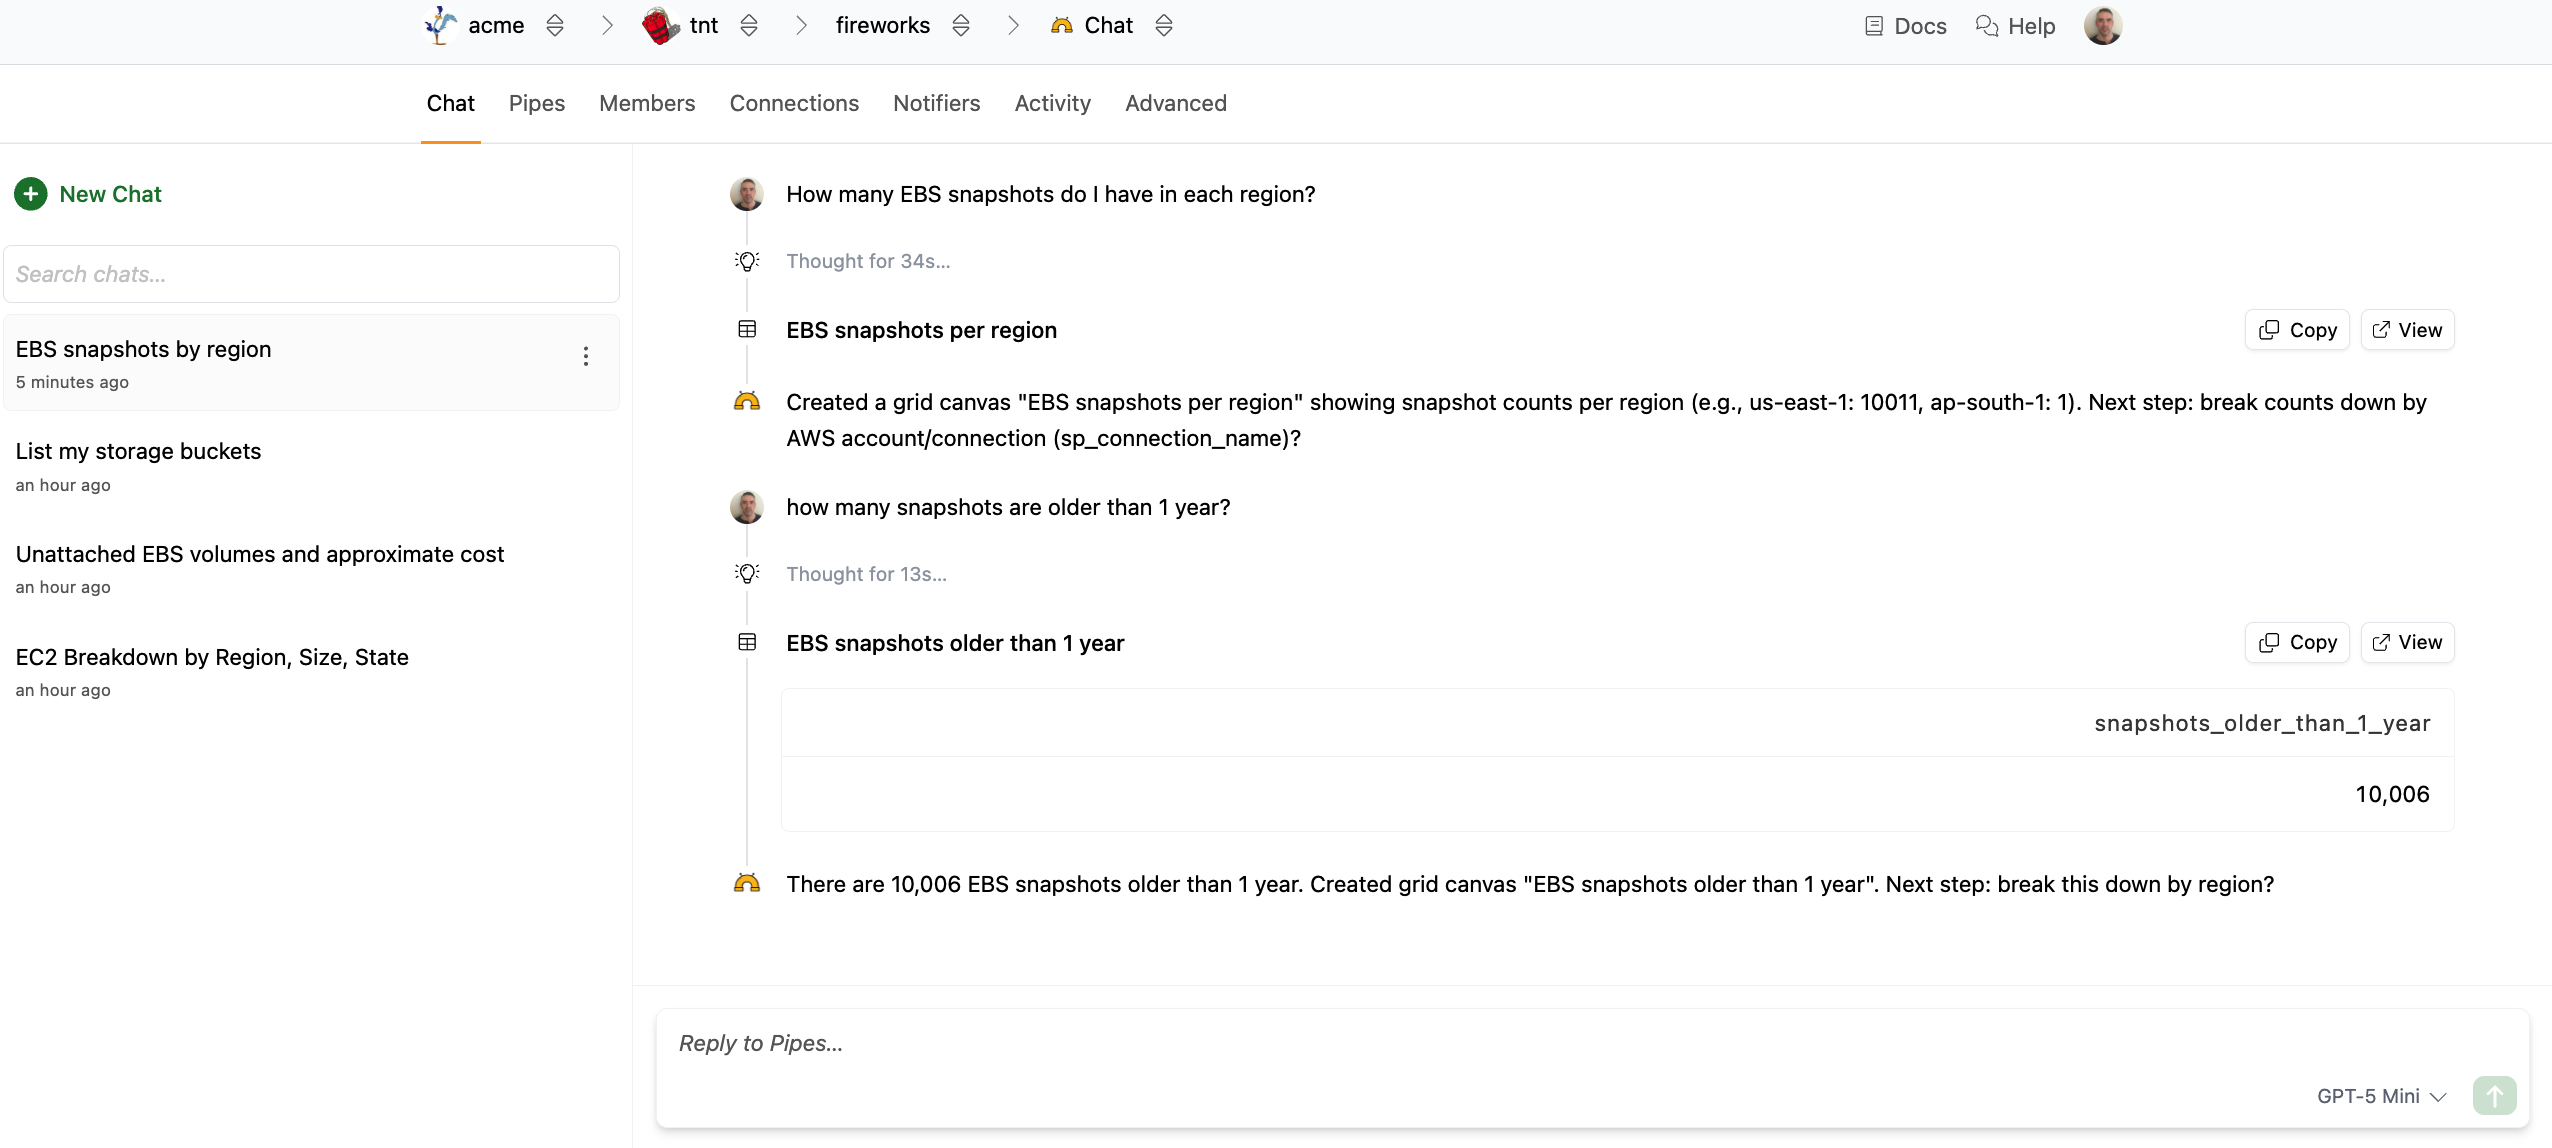 acme
tnt
fireworks
Chat
Docs
Help
Chat
Pipes
Members
Connections
Notifiers
Activity
Advanced
New Chat
Search chats...
EBS snapshots by region
5 minutes ago
List my storage buckets
an hour ago
Unattached EBS volumes and approximate cost
an hour ago
EC2 Breakdown by Region, Size, State
an hour ago
How many EBS snapshots do I have in each region?
Thought for 34s...
EBS snapshots per region
Copy
View
Created a grid canvas "EBS snapshots per region" showing snapshot counts per region (e.g., us-east-1: 10011, ap-south-1: 1). Next step: break counts down by
AWS account/connection (sp_connection_name)?
how many snapshots are older than 1 year?
Thought for 13s...
EBS snapshots older than 1 year
Copy
View
snapshots_older_than_1_year
10,006
There are 10,006 EBS snapshots older than 1 year. Created grid canvas "EBS snapshots older than 1 year". Next step: break this down by region?
Reply to Pipes...
GPT-5 Mini